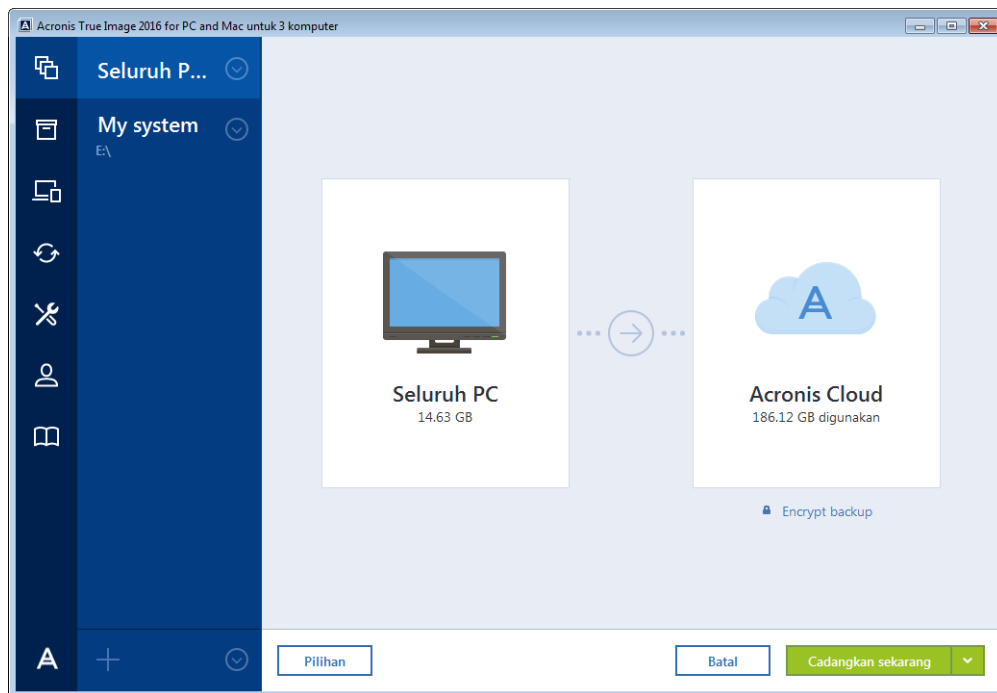 Acronis True Image 2016 for PC and Mac untuk 3 komputer
Seluruh P...
My system
E:\
Seluruh PC
14.63 GB
Acronis Cloud
186.12 GB digunakan
Encrypt backup
Pilihan
Batal
Cadangkan sekarang